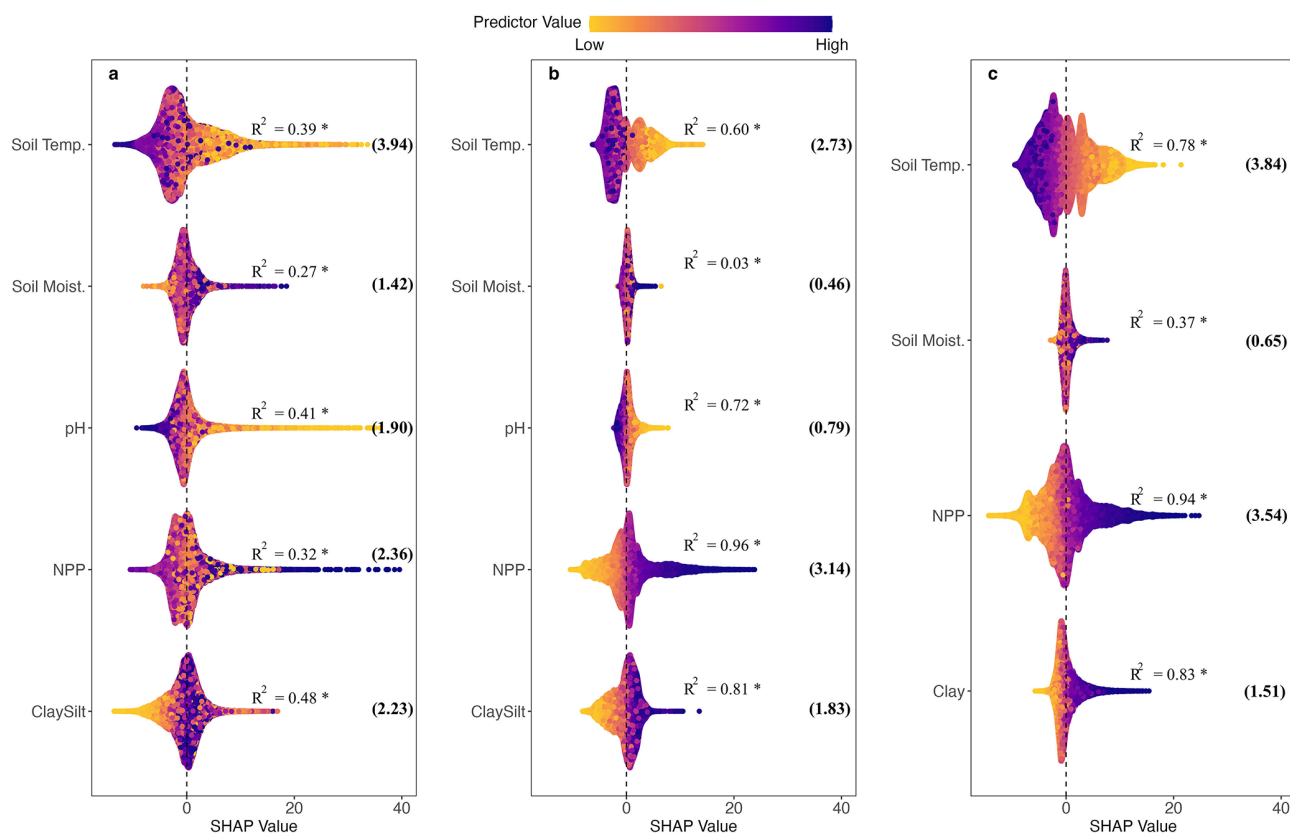 Predictor Value
Low High
a
Soil Temp. R² = 0.39 * (3.94)
Soil Moist. R² = 0.27 * (1.42)
pH R² = 0.41 * (1.90)
NPP R² = 0.32 * (2.36)
ClaySilt R² = 0.48 * (2.23)
0 20 40
SHAP Value
b
Soil Temp. R² = 0.60 * (2.73)
Soil Moist. R² = 0.03 * (0.46)
pH R² = 0.72 * (0.79)
NPP R² = 0.96 * (3.14)
ClaySilt R² = 0.81 * (1.83)
0 20 40
SHAP Value
c
Soil Temp. R² = 0.78 * (3.84)
Soil Moist. R² = 0.37 * (0.65)
NPP R² = 0.94 * (3.54)
Clay R² = 0.83 * (1.51)
0 20 40
SHAP Value